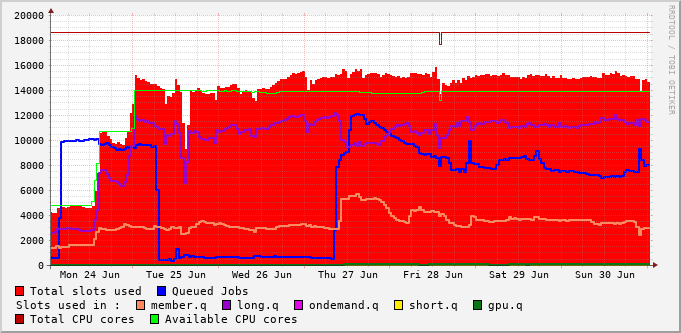 20000
18000
16000
14000
12000
10000
8000
6000
4000
2000
0
Mon 24 Jun Tue 25 Jun Wed 26 Jun Thu 27 Jun Fri 28 Jun Sat 29 Jun Sun 30 Jun
Total slots used Queued Jobs
Slots used in : member.q long.q ondemand.q short.q gpu.q
Total CPU cores Available CPU cores
RRDTOOL / TOBI OETIKER